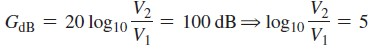 G_dB = 20 log₁₀ V₂/V₁ = 100 dB ⟹ log₁₀ V₂/V₁ = 5